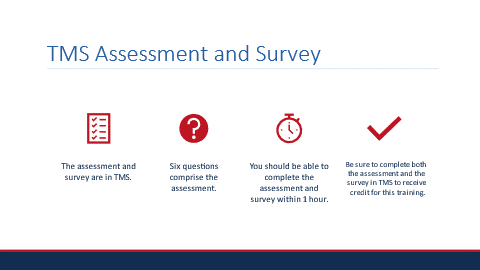 TMS Assessment and Survey
The assessment and
survey are in TMS.
Six questions
comprise the
assessment.
You should be able to
complete the
assessment and
survey within 1 hour.
Be sure to complete both
the assessment and the
survey in TMS to receive
credit for this training.